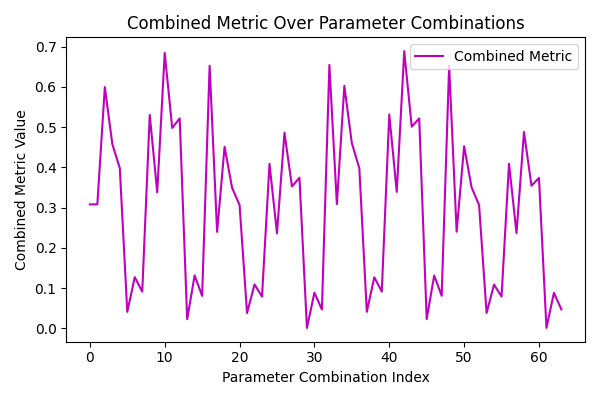 Combined Metric Over Parameter Combinations
Combined Metric
Combined Metric Value
0.7
0.6
0.5
0.4
0.3
0.2
0.1
0.0
0 10 20 30 40 50 60
Parameter Combination Index